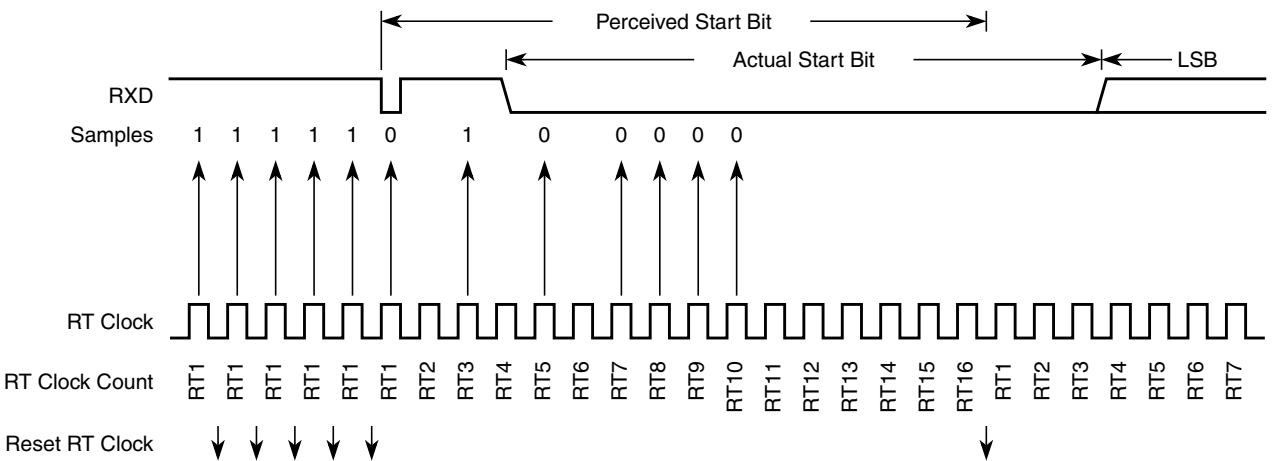 Perceived Start Bit
Actual Start Bit
LSB
RXD
Samples 1 1 1 1 1 0 1 0 0 0 0 0
RT Clock
RT Clock Count RT1 RT1 RT1 RT1 RT1 RT1 RT2 RT3 RT4 RT5 RT6 RT7 RT8 RT9 RT10 RT11 RT12 RT13 RT14 RT15 RT16 RT1 RT2 RT3 RT4 RT5 RT6 RT7
Reset RT Clock